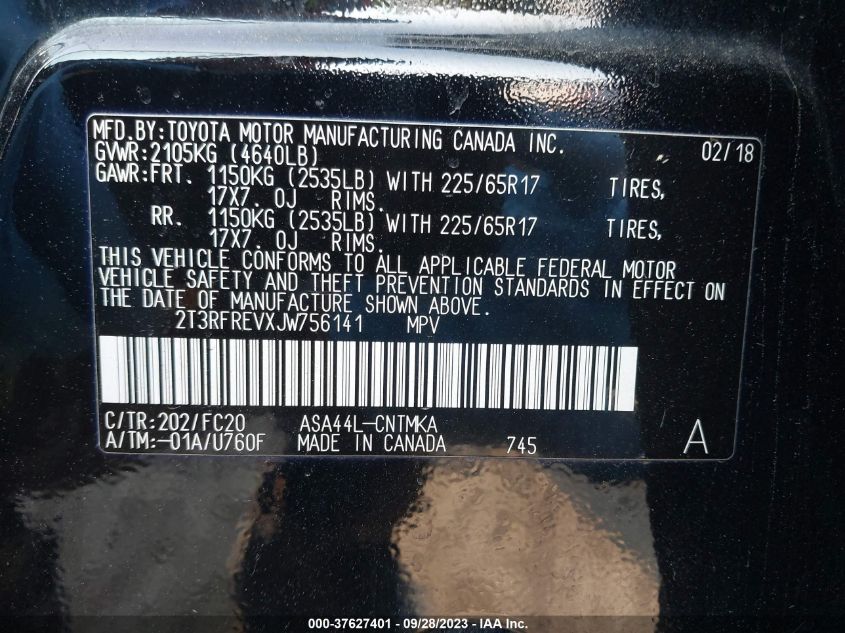 MFD.BY:TOYOTA MOTOR MANUFACTURING CANADA INC. 02/18
GVWR:2105KG (4640LB)
GAWR:FRT. 1150KG (2535LB) WITH 225/65R17 TIRES,
17X7. 0J RIMS.
RR. 1150KG (2535LB) WITH 225/65R17 TIRES,
17X7. 0J RIMS.
THIS VEHICLE CONFORMS TO ALL APPLICABLE FEDERAL MOTOR
VEHICLE SAFETY AND THEFT PREVENTION STANDARDS IN EFFECT ON
THE DATE OF MANUFACTURE SHOWN ABOVE.
2T3RFREVXJW756141 MPV
C/TR:202/FC20 ASA44L-CNTMKA
A/TM:-01A/U760F MADE IN CANADA 745 A
000-37627401 - 09/28/2023 - © IAA Inc.